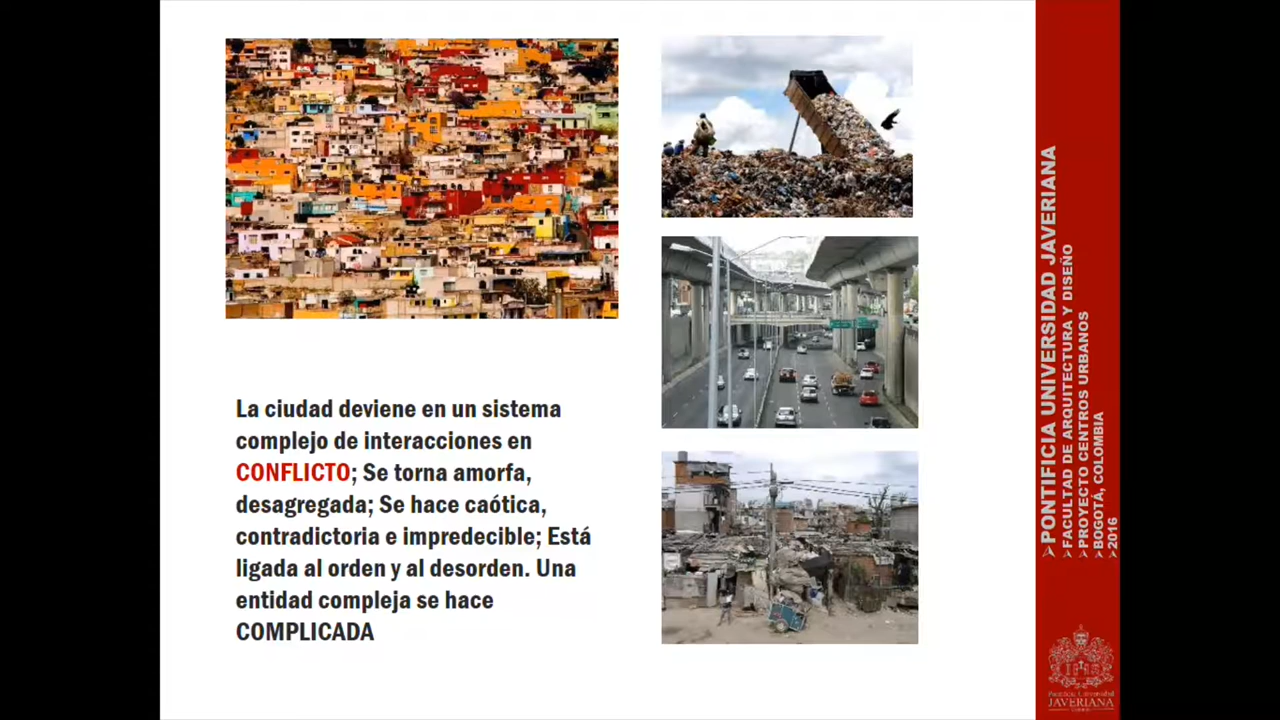 La ciudad deviene en un sistema
complejo de interacciones en
CONFLICTO; Se torna amorfa,
desagregada; Se hace caótica,
contradictoria e impredecible; Está
ligada al orden y al desorden. Una
entidad compleja se hace
COMPLICADA
PONTIFICIA UNIVERSIDAD JAVERIANA
FACULTAD DE ARQUITECTURA Y DISEÑO
PROYECTO CENTROS URBANOS
BOGOTÁ, COLOMBIA
2016
Pontificia Universidad
JAVERIANA